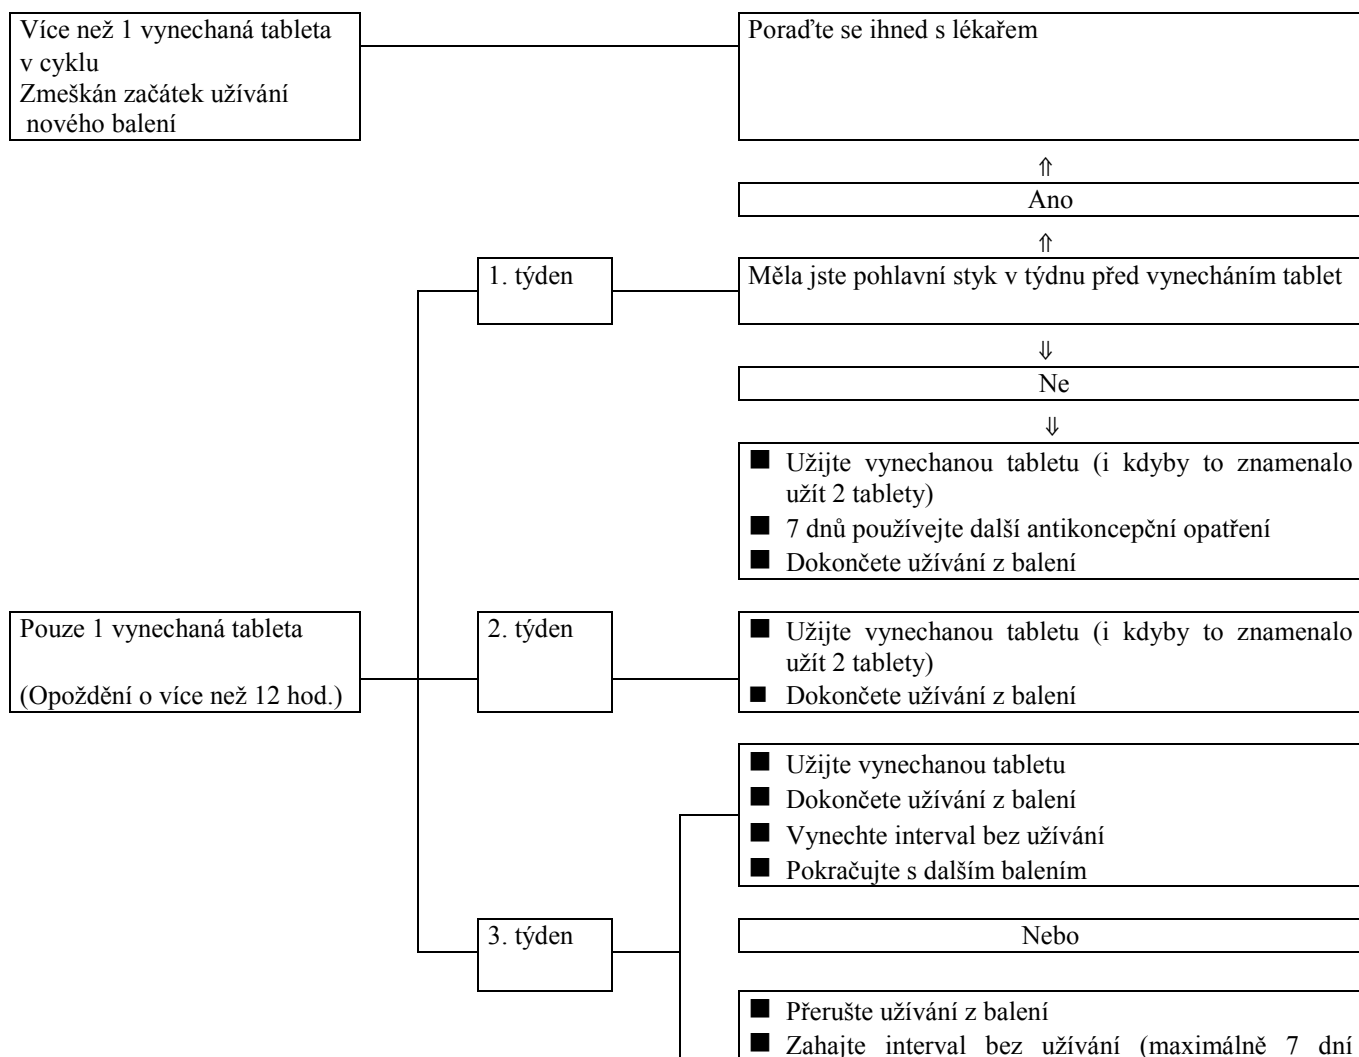 Více než 1 vynechaná tableta
v cyklu
Zmeškán začátek užívání
nového balení
Poraďte se ihned s lékařem
⇑
Ano
⇑
1. týden
Měla jste pohlavní styk v týdnu před vynecháním tablet
⇓
Ne
⇓
■ Užijte vynechanou tabletu (i kdyby to znamenalo
užít 2 tablety)
■ 7 dnů používejte další antikoncepční opatření
■ Dokončete užívání z balení
Pouze 1 vynechaná tableta
(Opoždění o více než 12 hod.)
2. týden
■ Užijte vynechanou tabletu (i kdyby to znamenalo
užít 2 tablety)
■ Dokončete užívání z balení
■ Užijte vynechanou tabletu
■ Dokončete užívání z balení
■ Vynechte interval bez užívání
■ Pokračujte s dalším balením
3. týden
Nebo
■ Přerušte užívání z balení
■ Zahajte interval bez užívání (maximálně 7 dní